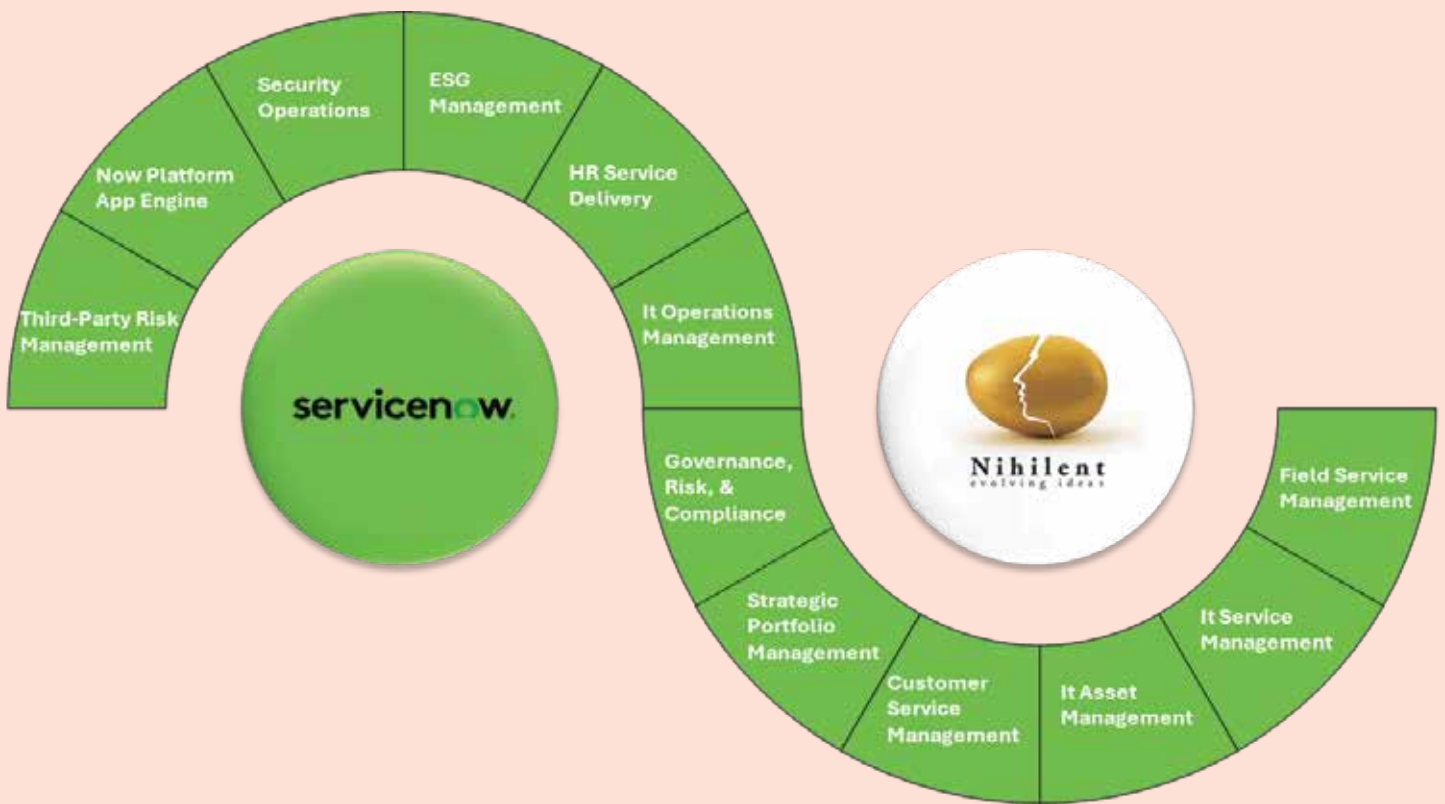 Third-Party Risk
Management
Now Platform
App Engine
Security
Operations
ESG
Management
HR Service
Delivery
It Operations
Management
servicenow.
Governance,
Risk, &
Compliance
Strategic
Portfolio
Management
Customer
Service
Management
It Asset
Management
It Service
Management
Field Service
Management
Nihilent
evolving ideas